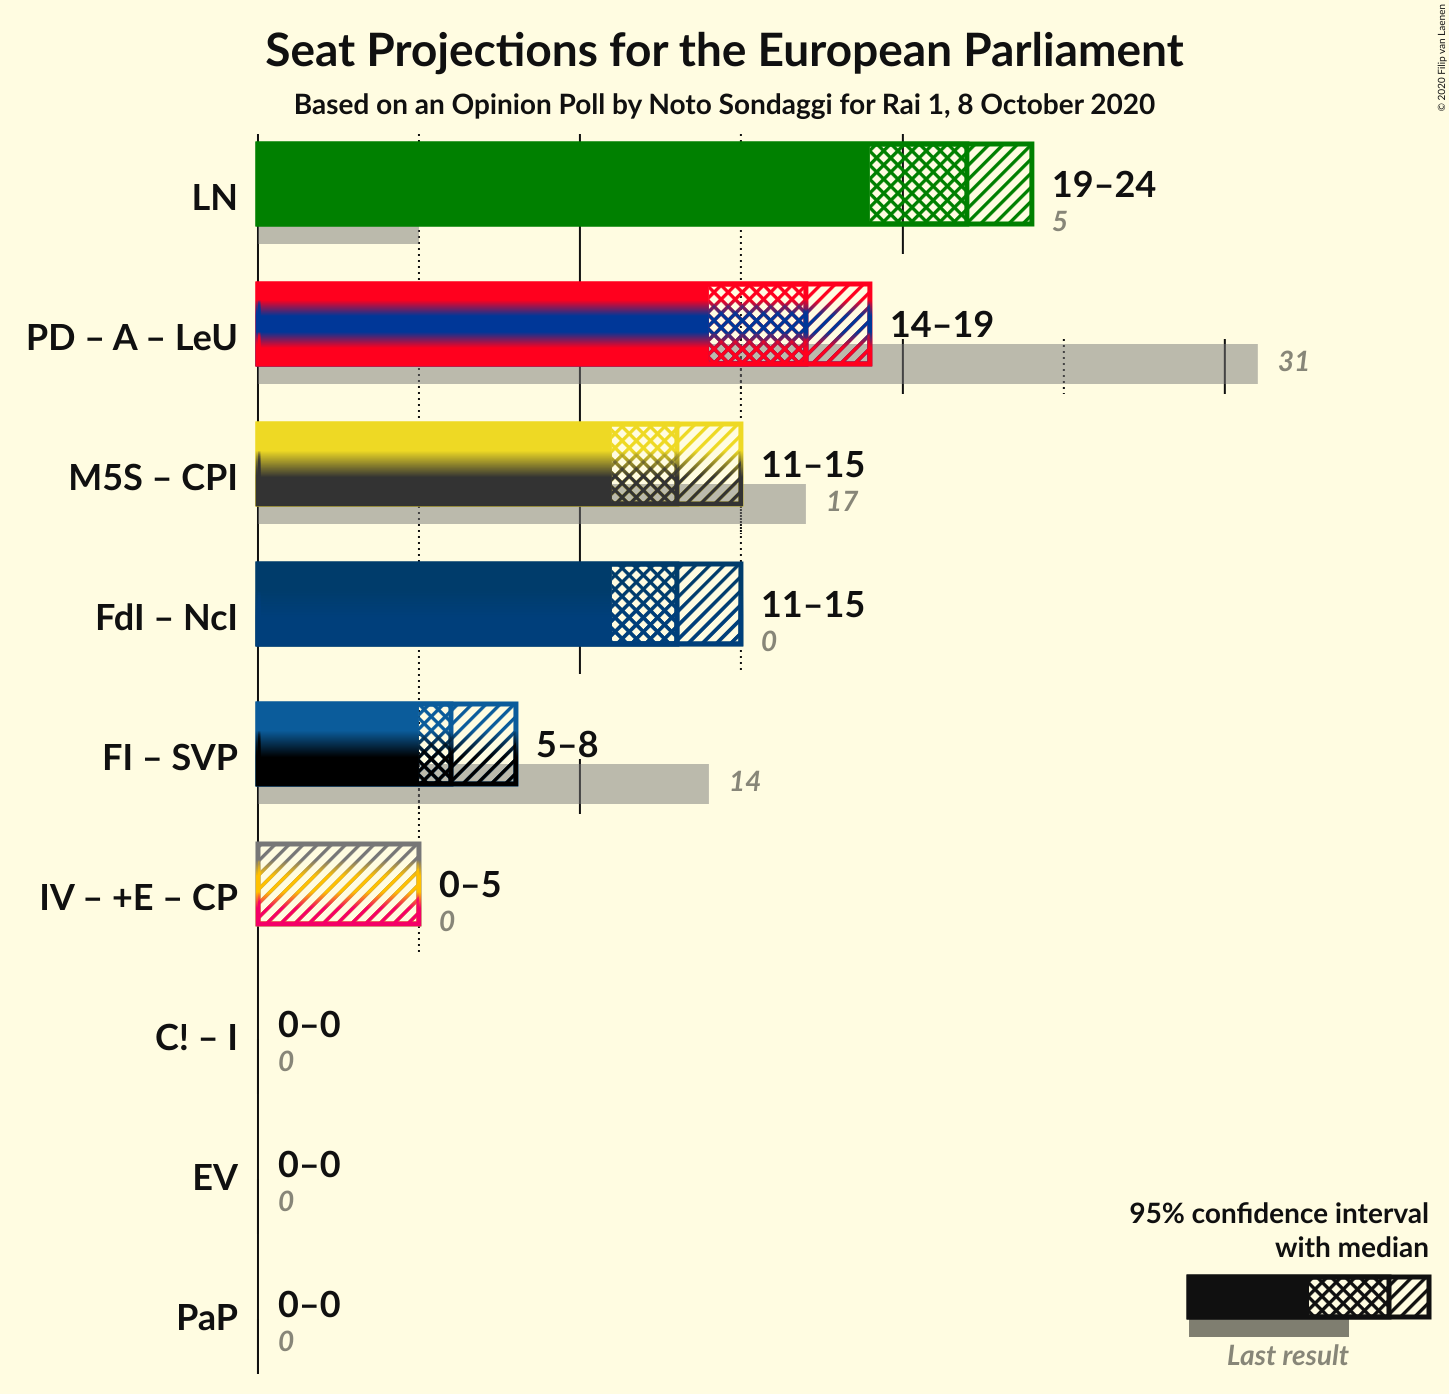 Seat Projections for the European Parliament
Based on an Opinion Poll by Noto Sondaggi for Rai 1, 8 October 2020
© 2020 Filip van Laenen
LN
19–24
5
PD – A – LeU
14–19
31
M5S – CPI
11–15
17
FdI – NcI
11–15
0
FI – SVP
5–8
14
IV – +E – CP
0–5
0
C! – I
0–0
0
EV
0–0
0
PaP
0–0
0
95% confidence interval
with median
Last result